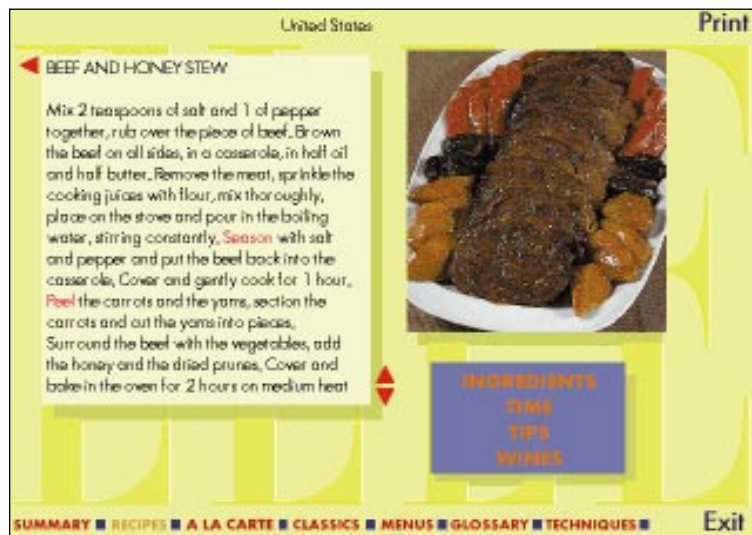 United States
Print
BEEF AND HONEY STEW
Mix 2 teaspoons of salt and 1 of pepper
together, rub over the piece of beef. Brown
the beef on all sides, in a casserole, in half oil
and half butter. Remove the meat, sprinkle the
cooking juices with flour, mix thoroughly,
place on the stove and pour in the boiling
water, stirring constantly. Season with salt
and pepper and put the beef back into the
casserole. Cover and gently cook for 1 hour.
Peel the carrots and the yams, section the
carrots and cut the yams into pieces.
Surround the beef with the vegetables, add
the honey and the dried prunes. Cover and
bake in the oven for 2 hours on medium heat
INGREDIENTS
TIME
TIPS
WINES
SUMMARY ■ RECIPES ■ A LA CARTE ■ CLASSICS ■ MENUS ■ GLOSSARY ■ TECHNIQUES ■
Exit